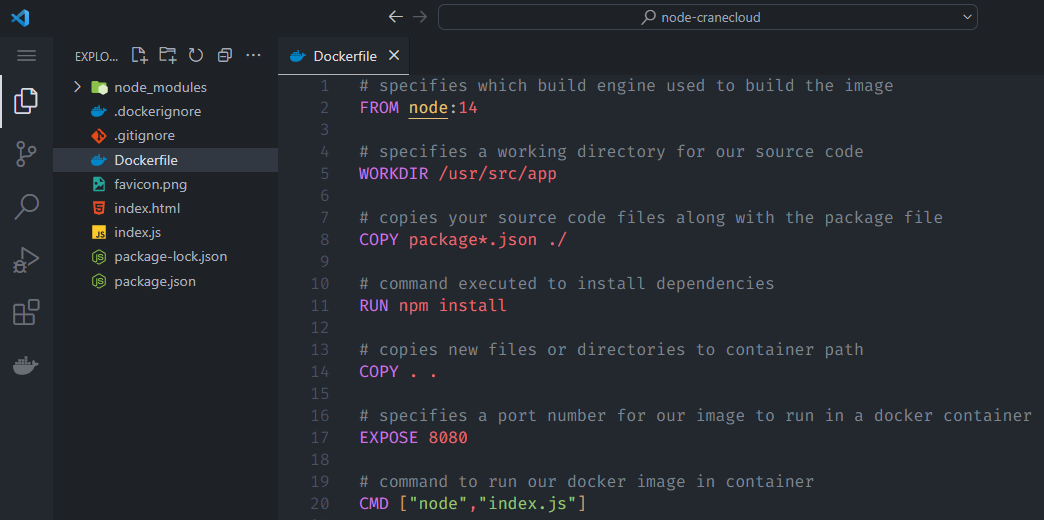 node-cranecloud
EXPLO...
node_modules
.dockerignore
.gitignore
Dockerfile
favicon.png
index.html
JS index.js
package-lock.json
package.json
Dockerfile
1 # specifies which build engine used to build the image
2 FROM node:14
3
4 # specifies a working directory for our source code
5 WORKDIR /usr/src/app
6
7 # copies your source code files along with the package file
8 COPY package*.json ./
9
10 # command executed to install dependencies
11 RUN npm install
12
13 # copies new files or directories to container path
14 COPY . .
15
16 # specifies a port number for our image to run in a docker container
17 EXPOSE 8080
18
19 # command to run our docker image in container
20 CMD ["node","index.js"]